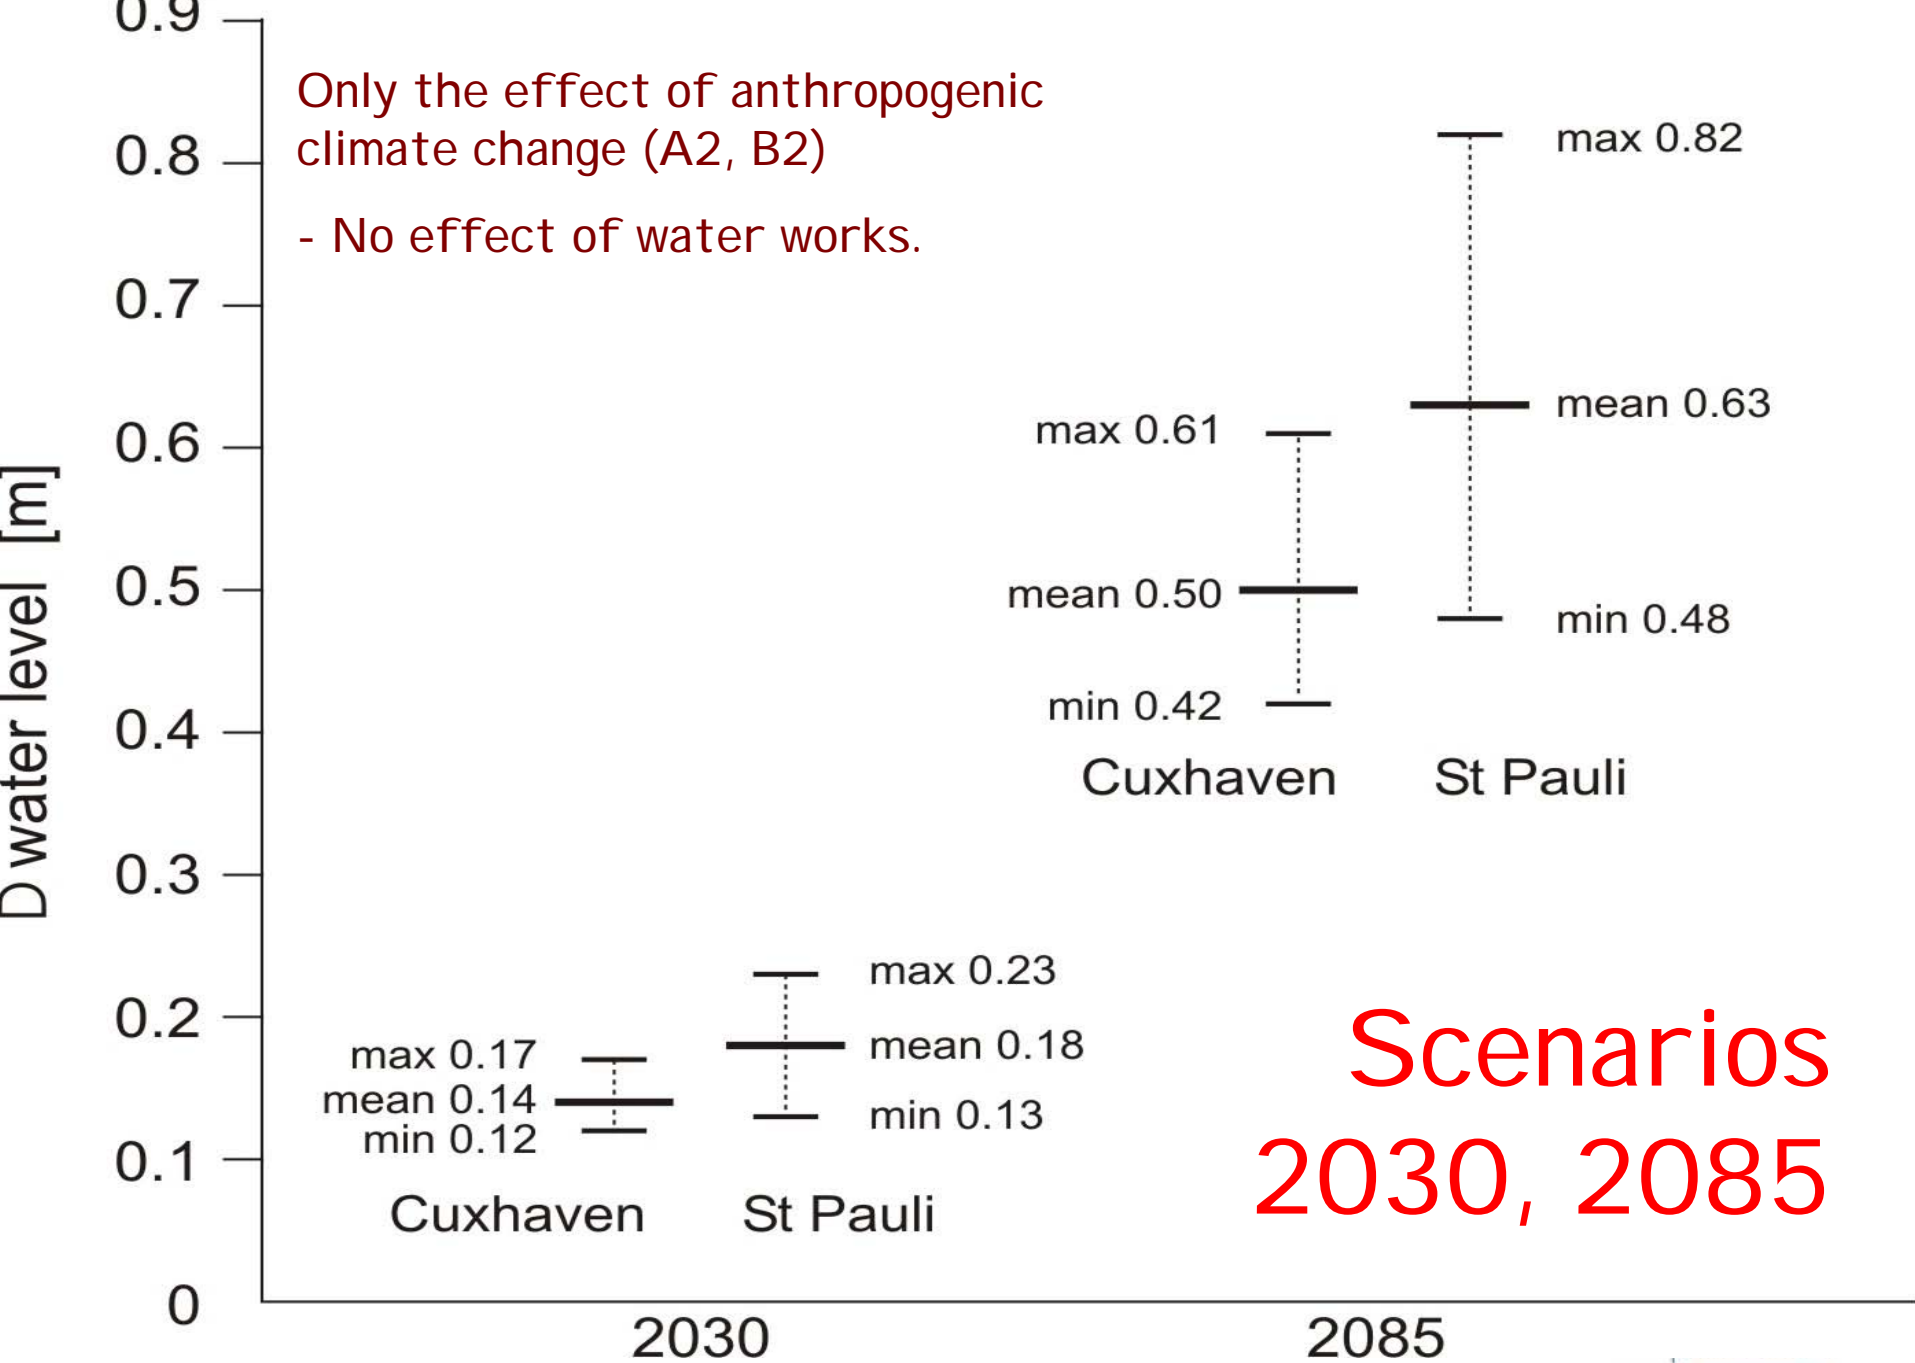 0.9
Only the effect of anthropogenic
climate change (A2, B2)
- No effect of water works.
0.8
0.7
0.6
0.5
0.4
0.3
0.2
0.1
0
D water level [m]
max 0.82
mean 0.63
min 0.48
max 0.61
mean 0.50
min 0.42
Cuxhaven St Pauli
max 0.23
mean 0.18
min 0.13
max 0.17
mean 0.14
min 0.12
Cuxhaven St Pauli
Scenarios
2030, 2085
2030 2085